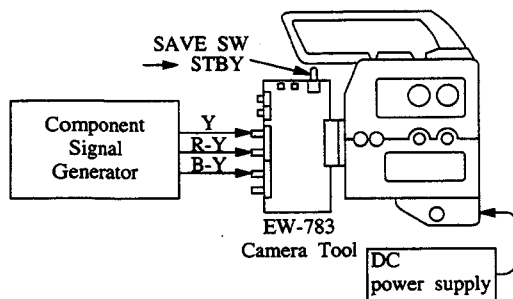 SAVE SW
→ STBY
Component
Signal
Generator
Y
R-Y
B-Y
EW-783
Camera Tool
DC
power supply